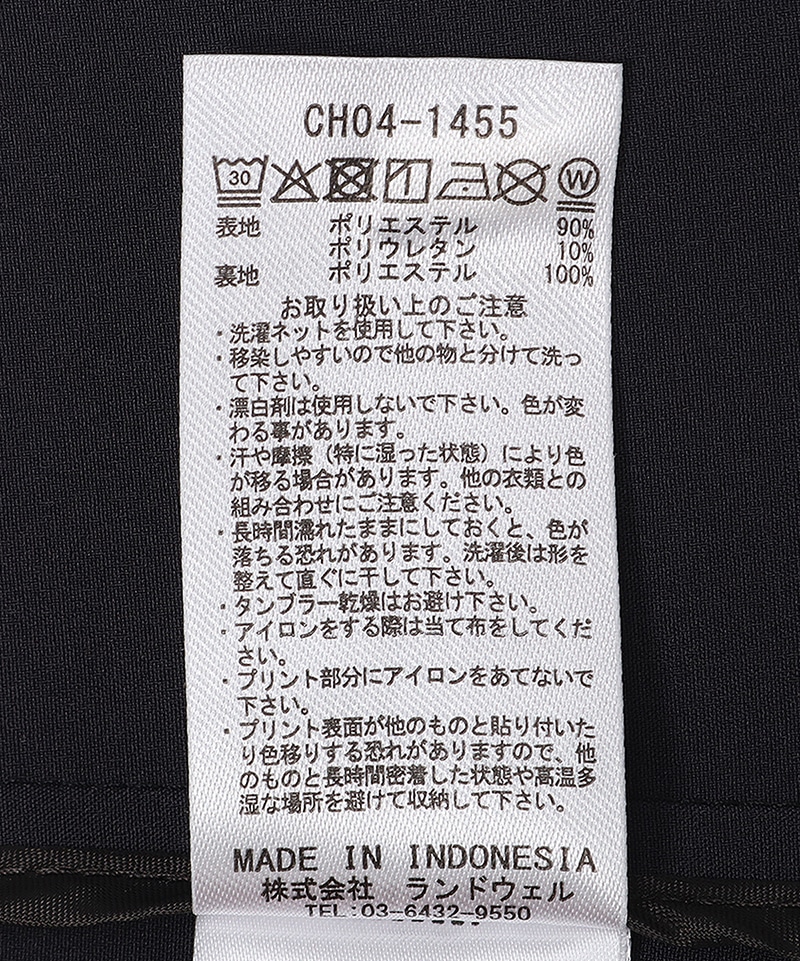 CH04-1455
30 W
表地 ポリエステル 90%
ポリウレタン 10%
裏地 ポリエステル 100%
お取り扱い上のご注意
・洗濯ネットを使用して下さい。
・移染しやすいので他の物と分けて洗っ
て下さい。
・漂白剤は使用しないで下さい。色が変
わる事があります。
・汗や摩擦（特に湿った状態）により色
が移る場合があります。他の衣類との
組み合わせにご注意ください。
・長時間濡れたままにしておくと、色が
落ちる恐れがあります。洗濯後は形を
整えて直ぐに干して下さい。
・タンブラー乾燥はお避け下さい。
・アイロンをする際は当て布をしてくだ
さい。
・プリント部分にアイロンをあてないで
下さい。
・プリント表面が他のものと貼り付いた
り色移りする恐れがありますので、他
のものと長時間密着した状態や高温多
湿な場所を避けて収納して下さい。
MADE IN INDONESIA
株式会社 ランドウェル
TEL:03-6432-9550